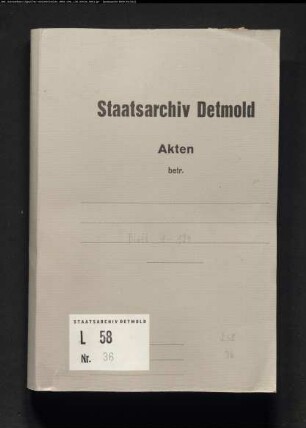 Staatsarchiv Detmold
Akten
betr.
STAATSARCHIV DETMOLD
L 58
Nr. 36